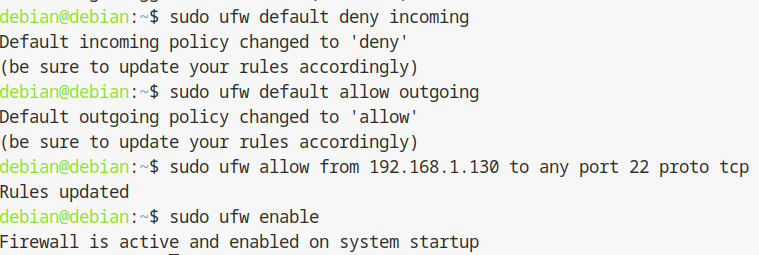 debian@debian:~$ sudo ufw default deny incoming
Default incoming policy changed to 'deny'
(be sure to update your rules accordingly)
debian@debian:~$ sudo ufw default allow outgoing
Default outgoing policy changed to 'allow'
(be sure to update your rules accordingly)
debian@debian:~$ sudo ufw allow from 192.168.1.130 to any port 22 proto tcp
Rules updated
debian@debian:~$ sudo ufw enable
Firewall is active and enabled on system startup